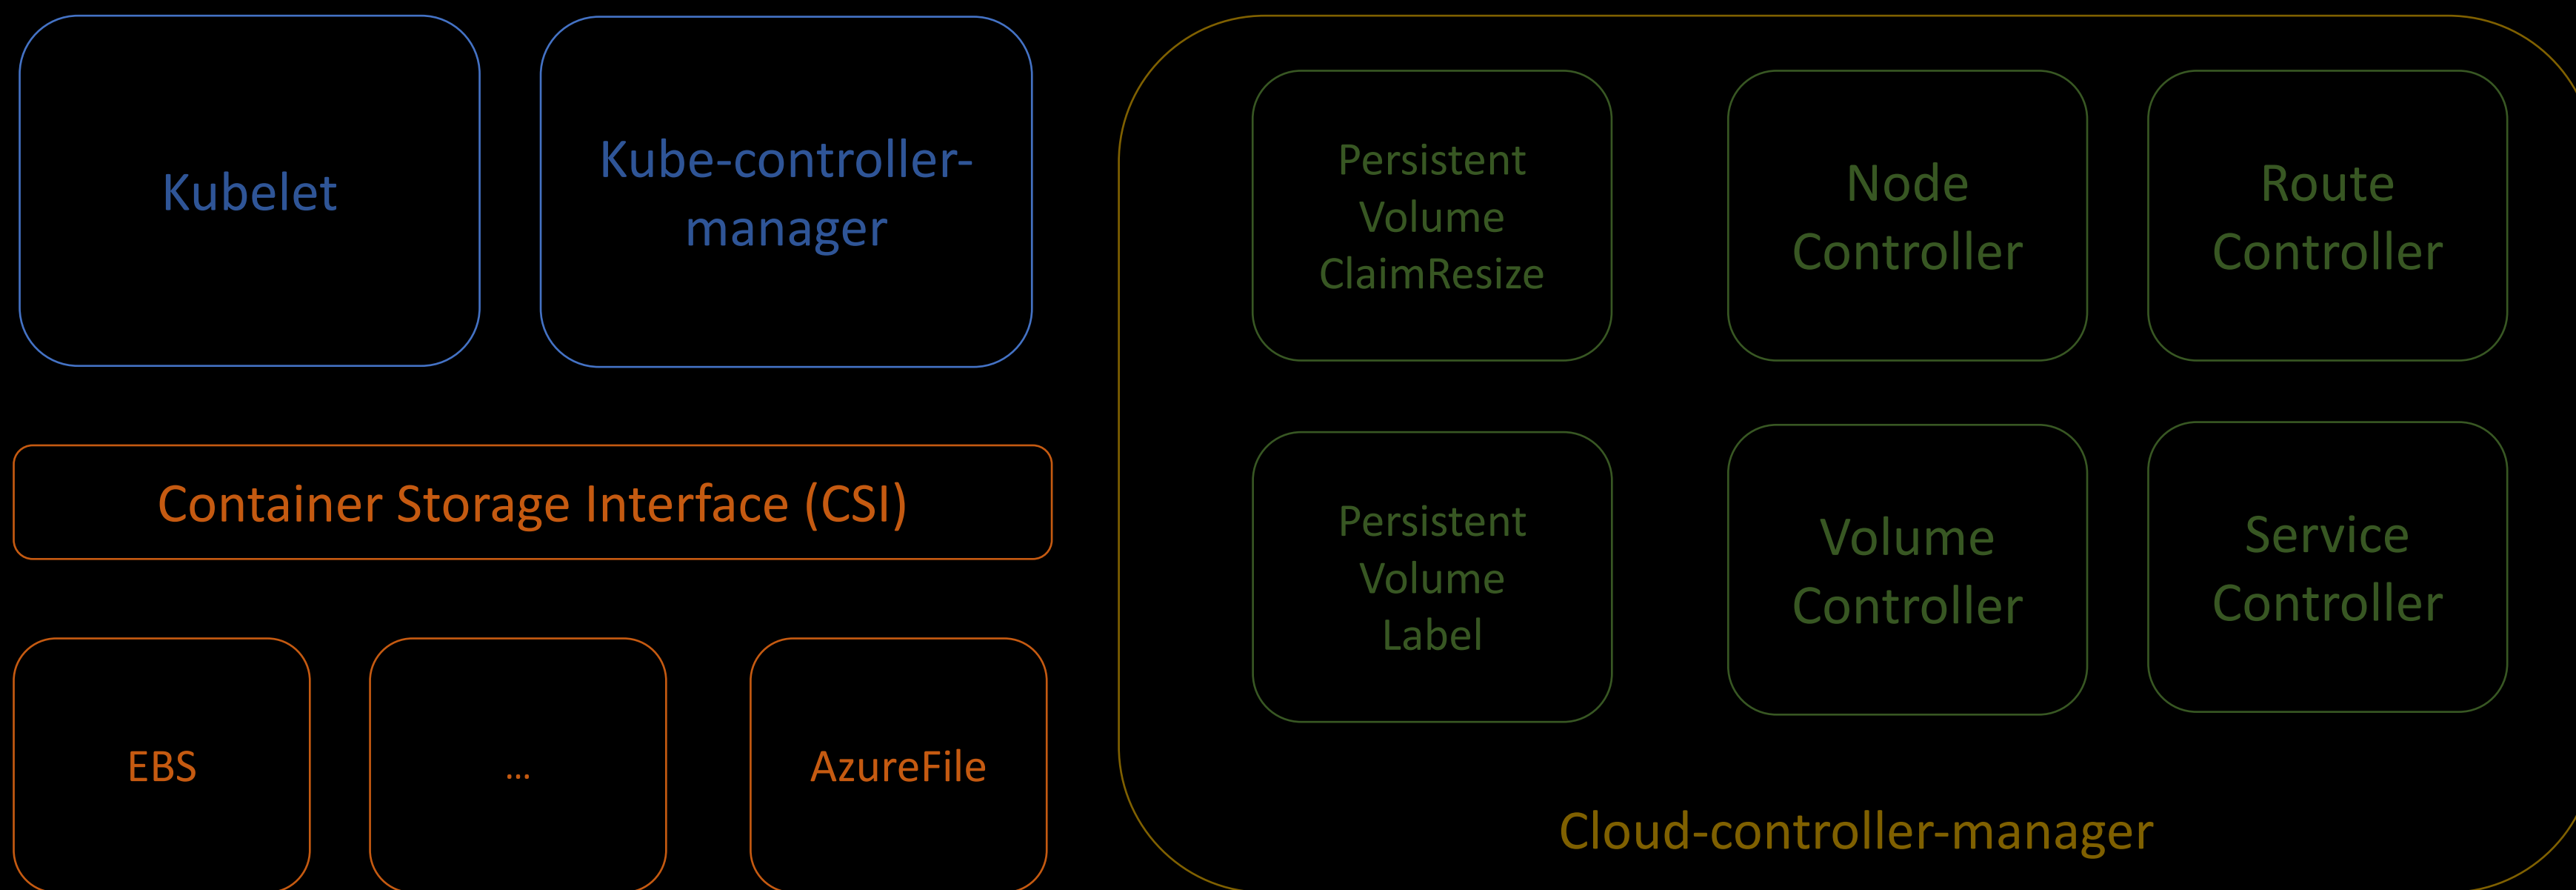 Kubelet
Kube-controller-
manager
Container Storage Interface (CSI)
EBS
...
AzureFile
Persistent
Volume
ClaimResize
Node
Controller
Route
Controller
Persistent
Volume
Label
Volume
Controller
Service
Controller
Cloud-controller-manager